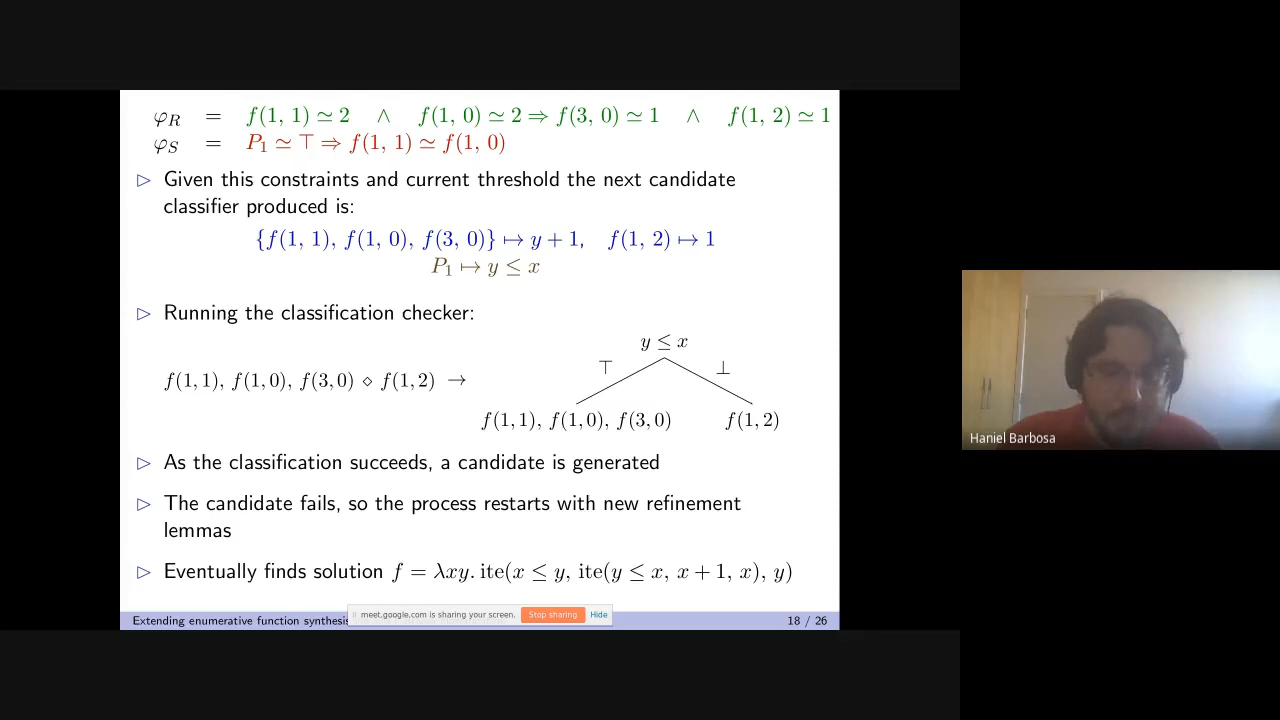 φ_R = f(1, 1) ≃ 2 ∧ f(1, 0) ≃ 2 ⇒ f(3, 0) ≃ 1 ∧ f(1, 2) ≃ 1
φ_S = P₁ ≃ ⊤ ⇒ f(1, 1) ≃ f(1, 0)
▷ Given this constraints and current threshold the next candidate
classifier produced is:
{f(1, 1), f(1, 0), f(3, 0)} ↦ y + 1, f(1, 2) ↦ 1
P₁ ↦ y ≤ x
▷ Running the classification checker:
y ≤ x
⊤ ⊥
f(1, 1), f(1, 0), f(3, 0) ⋄ f(1, 2) →
f(1, 1), f(1, 0), f(3, 0) f(1, 2)
▷ As the classification succeeds, a candidate is generated
▷ The candidate fails, so the process restarts with new refinement
lemmas
▷ Eventually finds solution f = λxy. ite(x ≤ y, ite(y ≤ x, x + 1, x), y)
meet.google.com is sharing your screen. Stop sharing Hide
Extending enumerative function synthesis 18 / 26
Haniel Barbosa